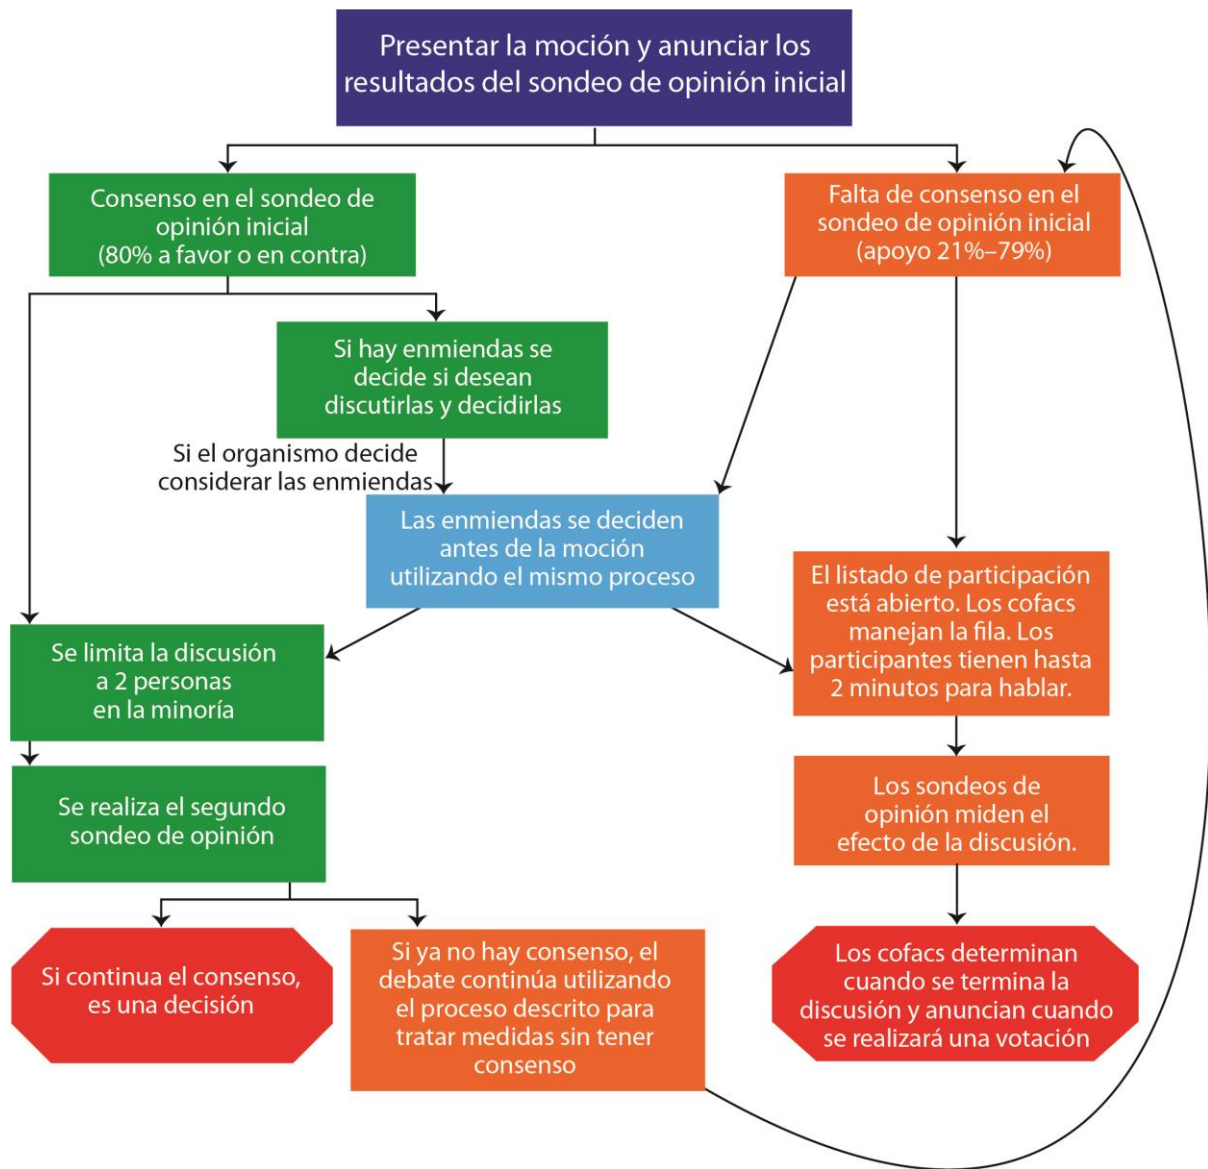 Presentar la moción y anunciar los
resultados del sondeo de opinión inicial
Consenso en el sondeo de
opinión inicial
(80% a favor o en contra)
Falta de consenso en el
sondeo de opinión inicial
(apoyo 21%–79%)
Si hay enmiendas se
decide si desean
discutirlas y decidirlas
Si el organismo decide
considerar las enmiendas
Las enmiendas se deciden
antes de la moción
utilizando el mismo proceso
El listado de participación
está abierto. Los cofacs
manejan la fila. Los
participantes tienen hasta
2 minutos para hablar.
Se limita la discusión
a 2 personas
en la minoría
Se realiza el segundo
sondeo de opinión
Los sondeos de
opinión miden el
efecto de la discusión.
Si continua el consenso,
es una decisión
Si ya no hay consenso, el
debate continúa utilizando
el proceso descrito para
tratar medidas sin tener
consenso
Los cofacs determinan
cuando se termina la
discusión y anuncian cuando
se realizará una votación